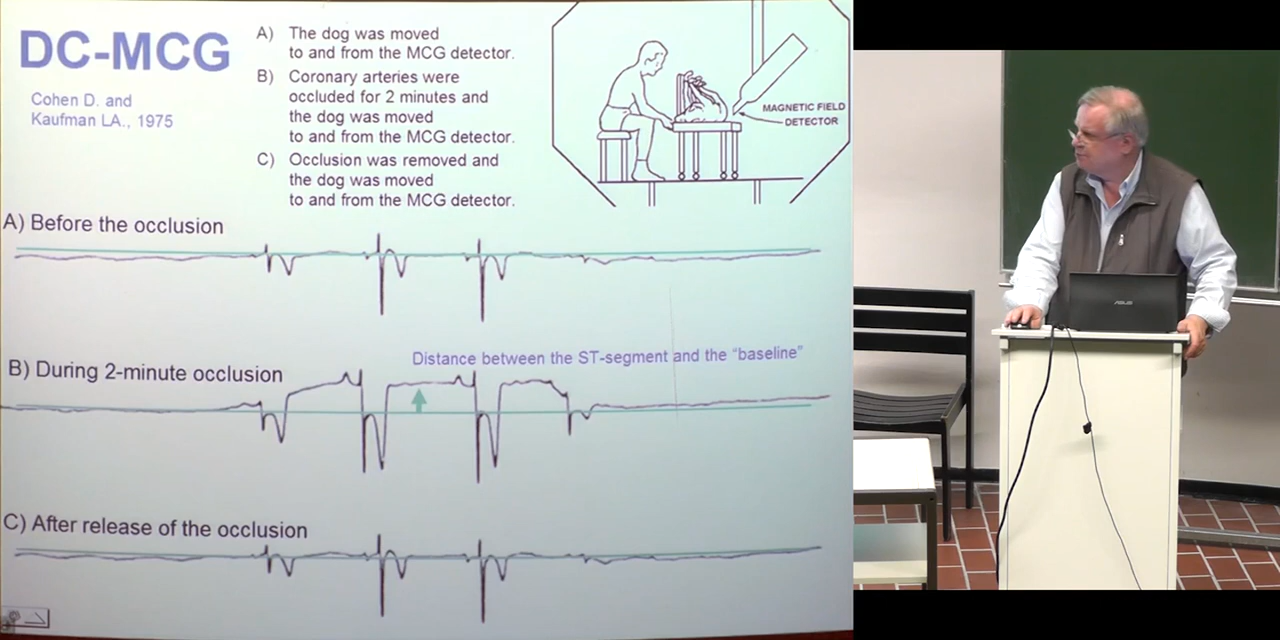 DC-MCG
Cohen D. and
Kaufman LA., 1975
A) The dog was moved
to and from the MCG detector.
B) Coronary arteries were
occluded for 2 minutes and
the dog was moved
to and from the MCG detector.
C) Occlusion was removed and
the dog was moved
to and from the MCG detector.
MAGNETIC FIELD
DETECTOR
A) Before the occlusion
Distance between the ST-segment and the “baseline”
B) During 2-minute occlusion
C) After release of the occlusion
ASUS